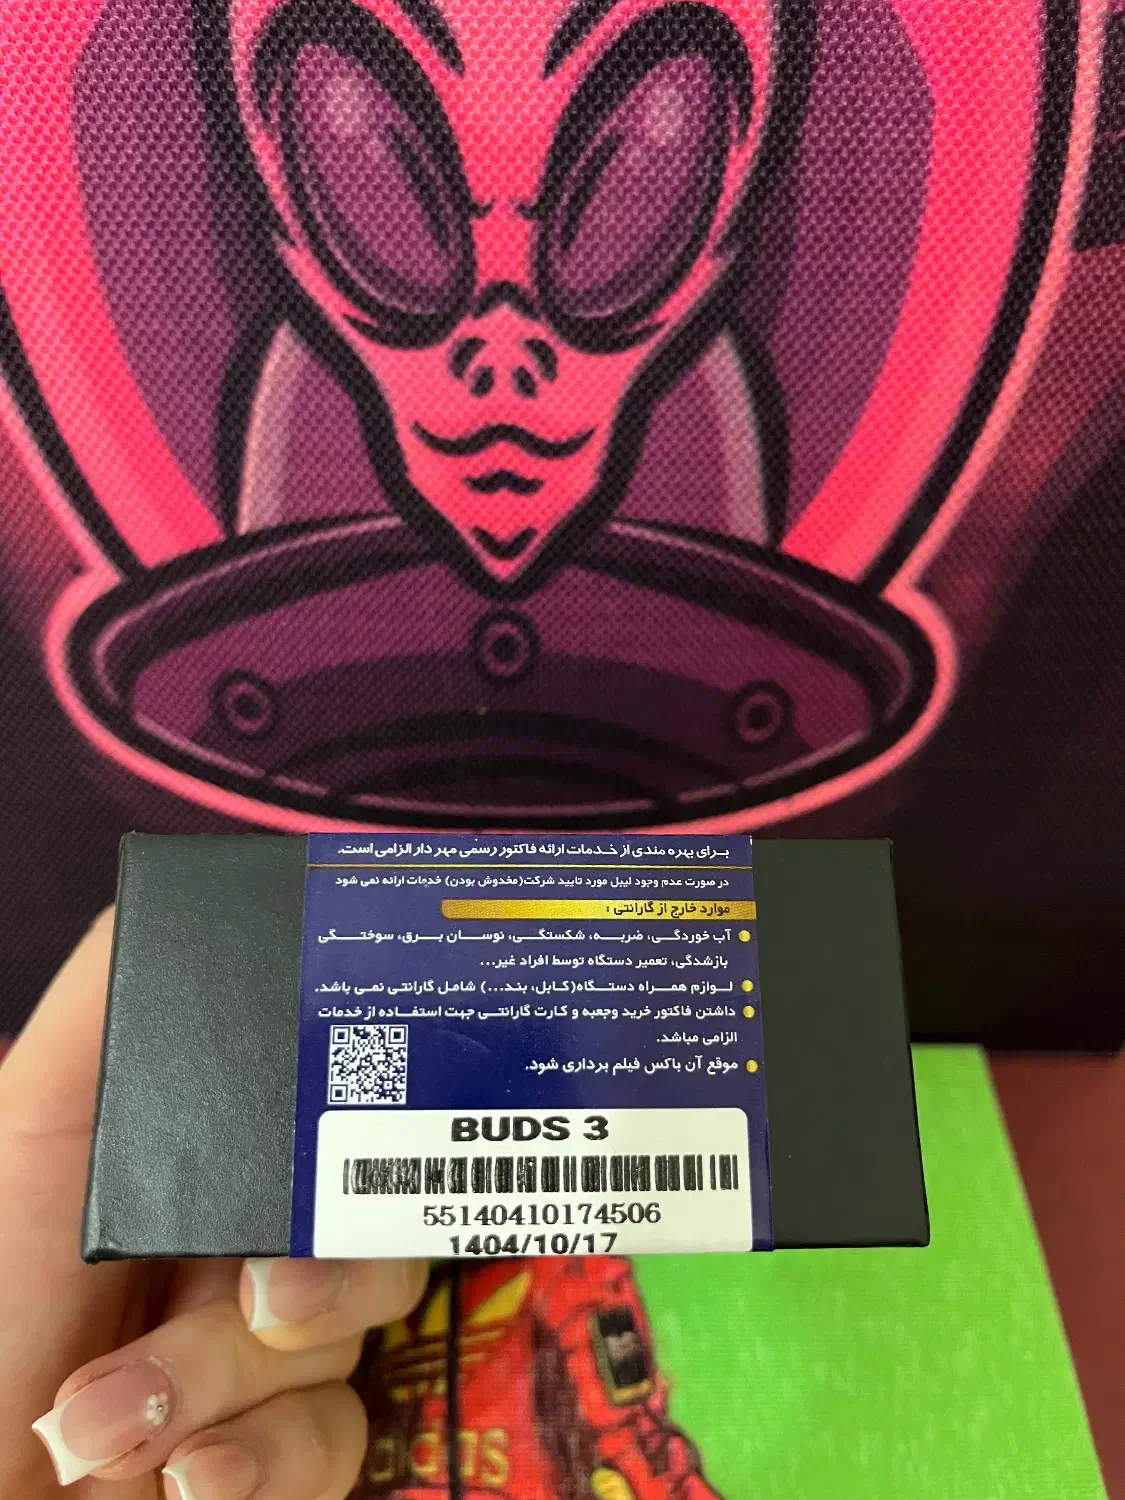 برای بهره مندی از خدمات ارائه فاکتور رسمی مهر دار الزامی است.
در صورت عدم وجود لیبل مورد تایید شرکت(مخدوش بودن) خدمات ارائه نمی شود
موارد خارج از گارانتی :
آب خوردگی، ضربه، شکستگی، نوسان برق، سوختگی
بازشدگی، تعمیر دستگاه توسط افراد غیر...
لوازم همراه دستگاه(کابل، بند...) شامل گارانتی نمی باشد.
داشتن فاکتور خرید وجعبه و کارت گارانتی جهت استفاده از خدمات
الزامی مباشد.
موقع آن باکس فیلم برداری شود.
BUDS 3
55140410174506
1404/10/17
adidas